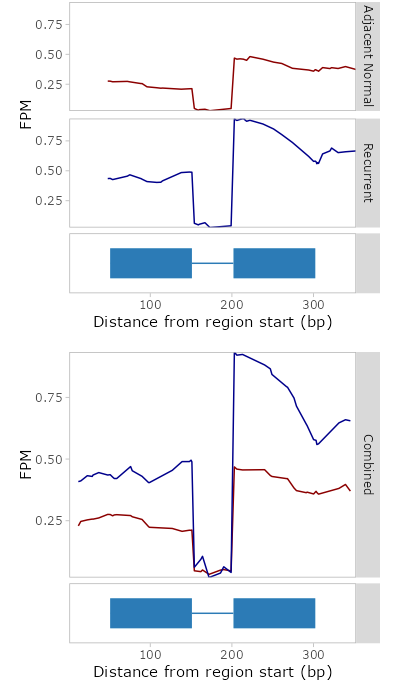 0.75
0.50
0.25
Adjacent Normal
FPM
0.75
0.50
0.25
Recurrent
100
200
300
Distance from region start (bp)
0.75
0.50
0.25
FPM
Combined
100
200
300
Distance from region start (bp)